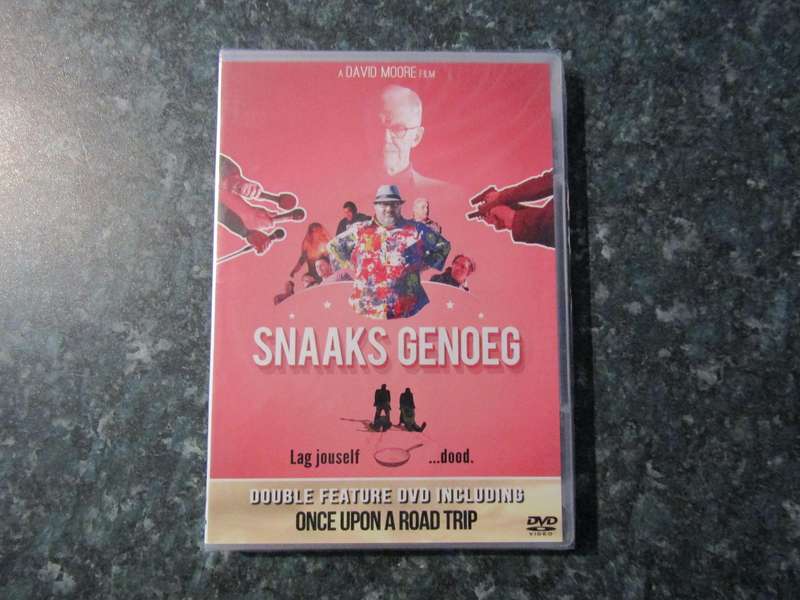 A DAVID MOORE FILM
SNAAKS GENOEG
Lag jouself ...dood.
DOUBLE FEATURE DVD INCLUDING
ONCE UPON A ROAD TRIP
DVD
VIDEO